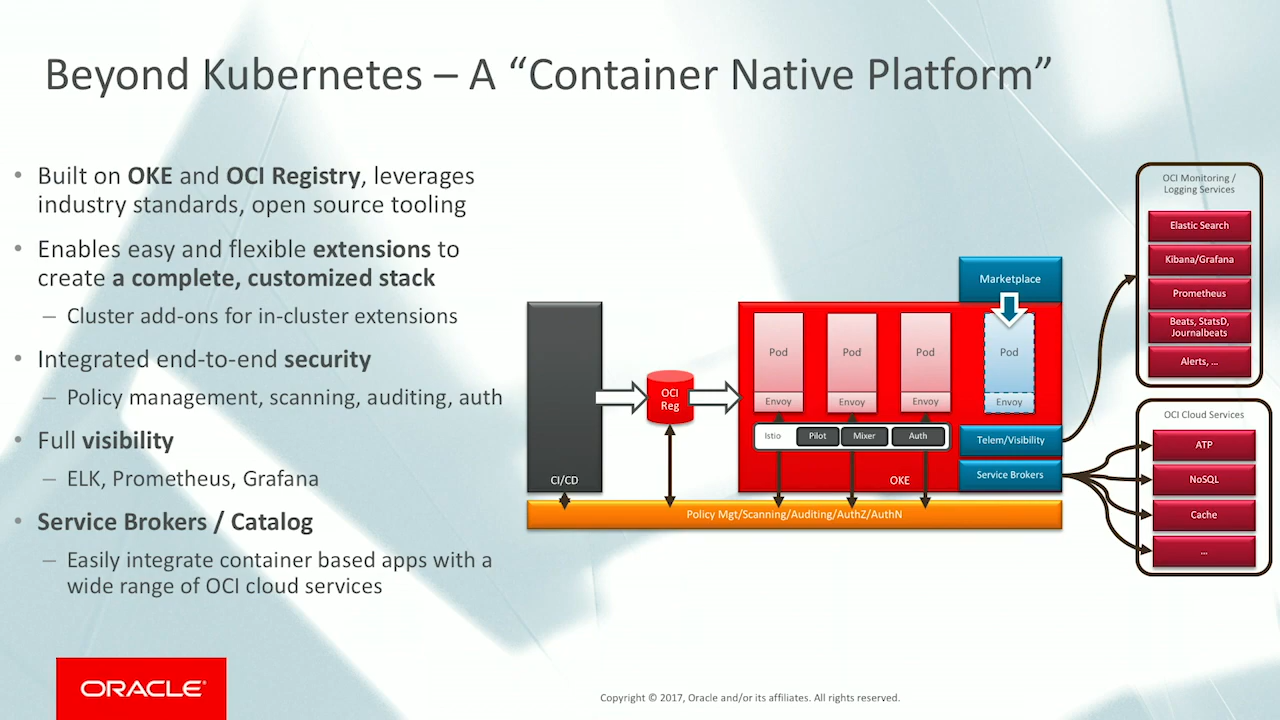 Beyond Kubernetes – A “Container Native Platform”
• Built on OKE and OCI Registry, leverages
industry standards, open source tooling
• Enables easy and flexible extensions to
create a complete, customized stack
– Cluster add-ons for in-cluster extensions
• Integrated end-to-end security
– Policy management, scanning, auditing, auth
• Full visibility
– ELK, Prometheus, Grafana
• Service Brokers / Catalog
– Easily integrate container based apps with a
wide range of OCI cloud services
CI/CD
OCI
Reg
Marketplace
Pod
Pod
Pod
Pod
Envoy
Envoy
Envoy
Envoy
Istio
Pilot
Mixer
Auth
OKE
Telem/Visibility
Service Brokers
Policy Mgt/Scanning/Auditing/AuthZ/AuthN
OCI Monitoring /
Logging Services
Elastic Search
Kibana/Grafana
Prometheus
Beats, StatsD,
Journalbeats
Alerts, ...
OCI Cloud Services
ATP
NoSQL
Cache
...
ORACLE®
Copyright © 2017, Oracle and/or its affiliates. All rights reserved.